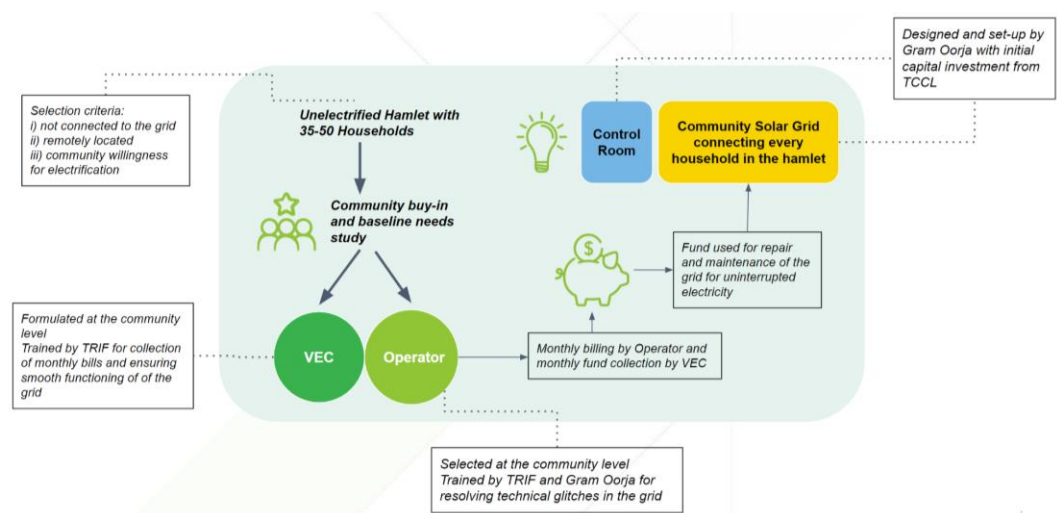 Selection criteria:
i) not connected to the grid
ii) remotely located
iii) community willingness
for electrification
Unelectrified Hamlet with
35-50 Households
Community buy-in
and baseline needs
study
Formulated at the community
level
Trained by TRIF for collection
of monthly bills and ensuring
smooth functioning of of the
grid
VEC
Operator
Selected at the community level
Trained by TRIF and Gram Oorja for
resolving technical glitches in the grid
Monthly billing by Operator and
monthly fund collection by VEC
$
Fund used for repair
and maintenance of the
grid for uninterrupted
electricity
Control
Room
Community Solar Grid
connecting every
household in the hamlet
Designed and set-up by
Gram Oorja with initial
capital investment from
TCCL